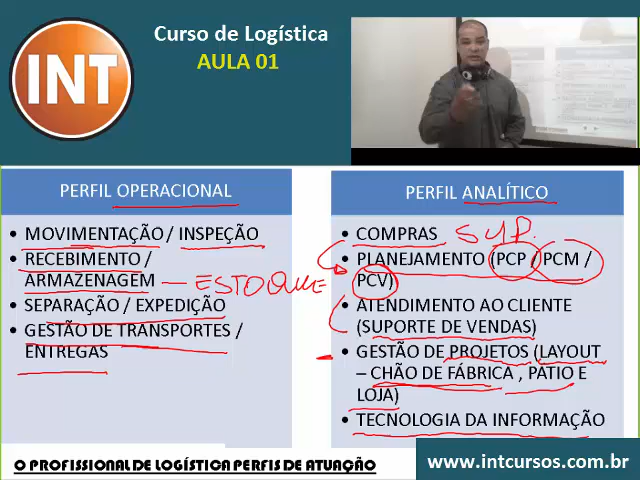 INT
Curso de Logística
AULA 01
PERFIL OPERACIONAL
• MOVIMENTAÇÃO / INSPEÇÃO
• RECEBIMENTO /
ARMAZENAGEM — ESTOQUE
• SEPARAÇÃO / EXPEDIÇÃO
• GESTÃO DE TRANSPORTES /
ENTREGAS
PERFIL ANALÍTICO
• COMPRAS SUP.
• PLANEJAMENTO (PCP / PCM /
PCV)
• ATENDIMENTO AO CLIENTE
(SUPORTE DE VENDAS)
• GESTÃO DE PROJETOS (LAYOUT
– CHÃO DE FÁBRICA , PÁTIO E
LOJA)
• TECNOLOGIA DA INFORMAÇÃO
O PROFISSIONAL DE LOGÍSTICA PERFIS DE ATUAÇÃO
www.intcursos.com.br